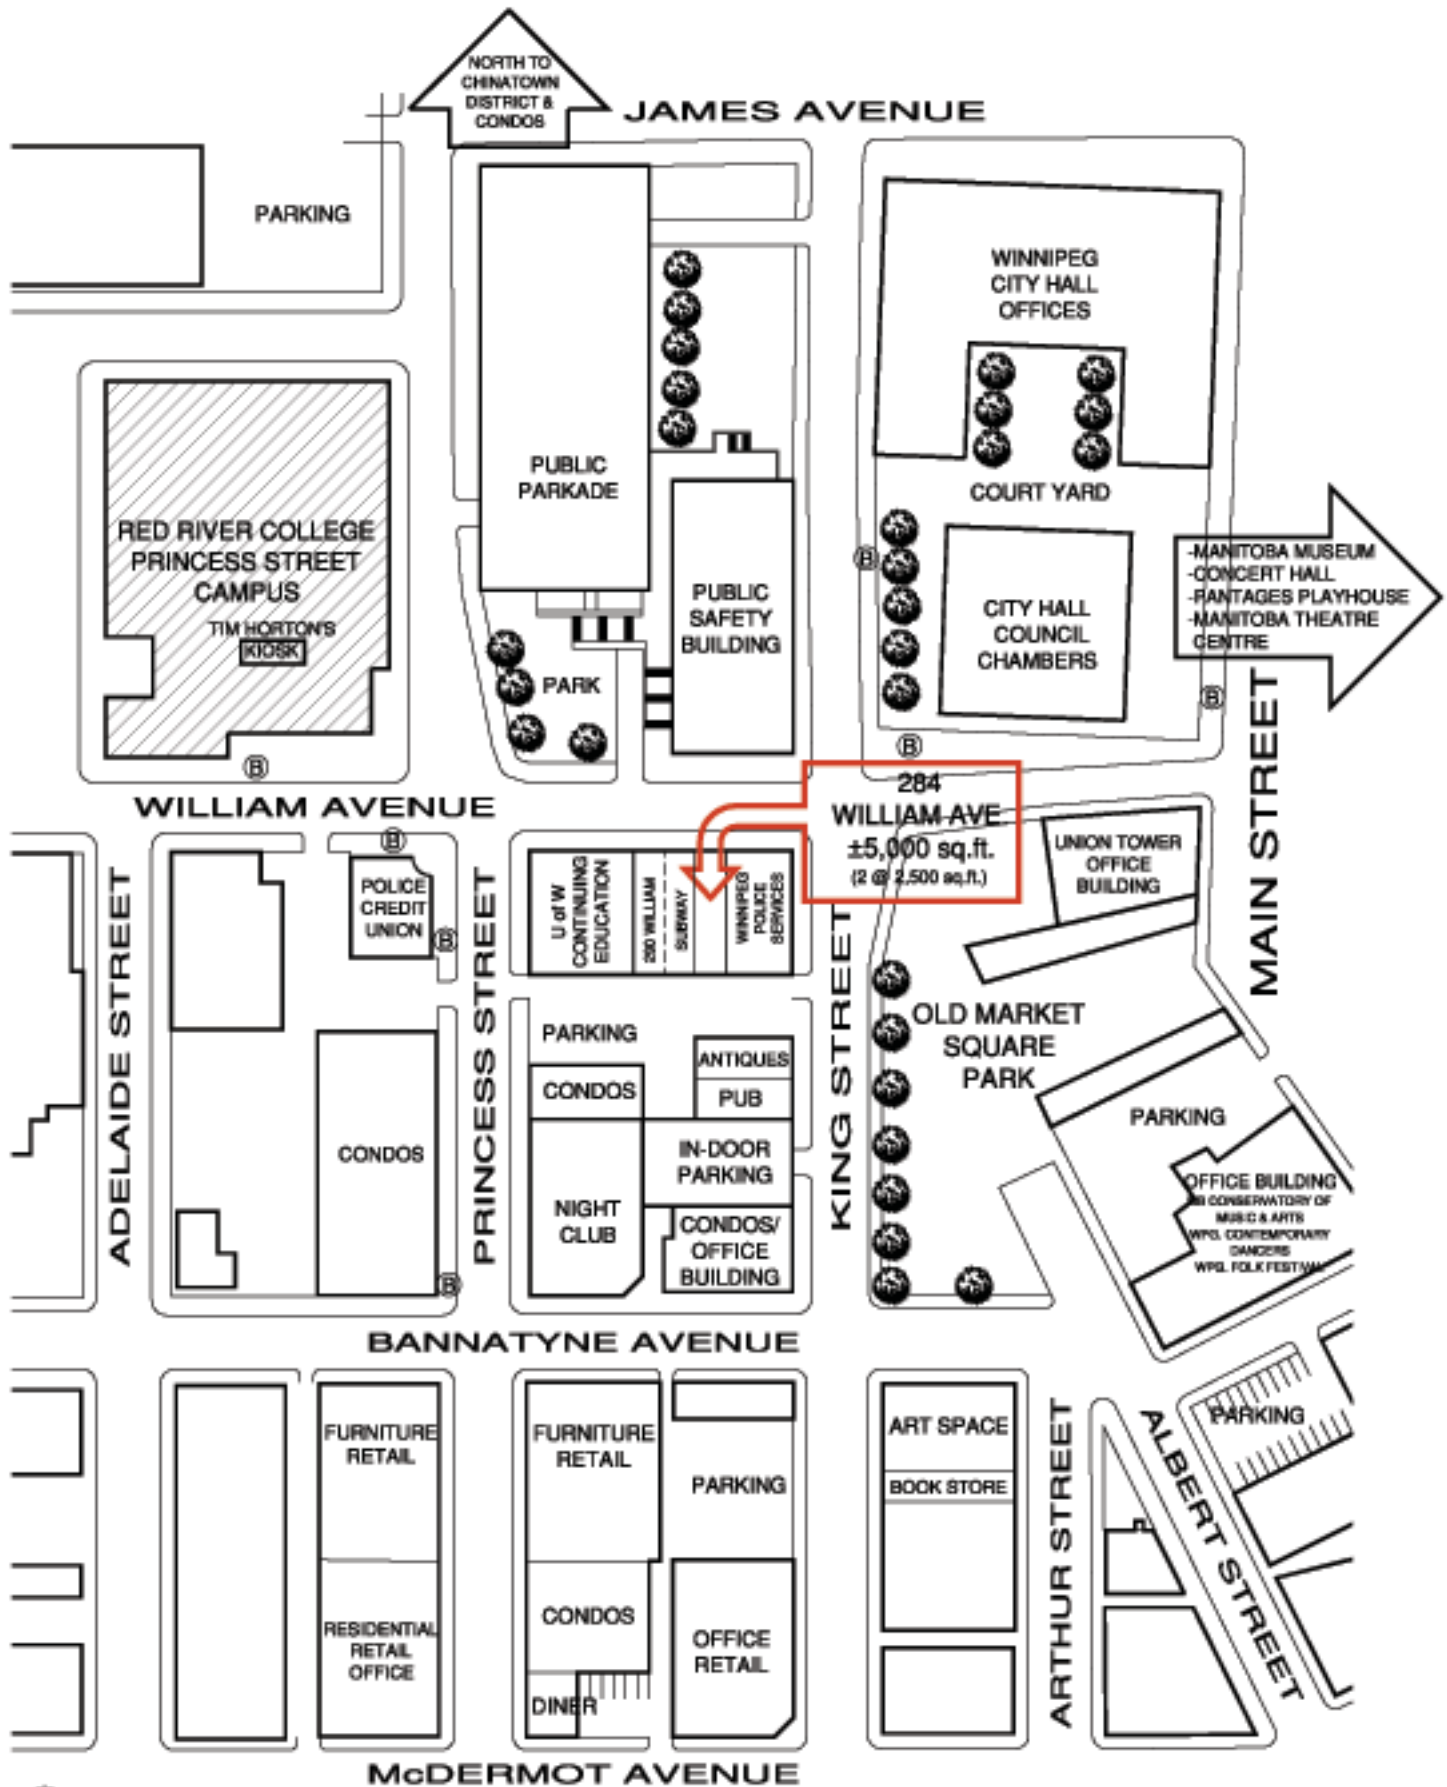 NORTH TO
CHINATOWN
DISTRICT &
CONDOS
JAMES AVENUE
PARKING
WINNIPEG
CITY HALL
OFFICES
PUBLIC
PARKADE
COURT YARD
RED RIVER COLLEGE
PRINCESS STREET
CAMPUS
TIM HORTON'S
KIOSK
PUBLIC
SAFETY
BUILDING
B
CITY HALL
COUNCIL
CHAMBERS
-MANITOBA MUSEUM
-CONCERT HALL
-PANTAGES PLAYHOUSE
-MANITOBA THEATRE
CENTRE
PARK
B
B
B
MAIN STREET
WILLIAM AVENUE
284
WILLIAM AVE
±5,000 sq.ft.
(2 @ 2,500 sq.ft.)
UNION TOWER
OFFICE
BUILDING
B
POLICE
CREDIT
UNION
B
ADELAIDE STREET
PRINCESS STREET
U of W
CONTINUING
EDUCATION
290 WILLIAM
SUBWAY
WINNIPEG
POLICE
SERVICES
KING STREET
OLD MARKET
SQUARE
PARK
PARKING
ANTIQUES
CONDOS
PUB
PARKING
CONDOS
IN-DOOR
PARKING
NIGHT
CLUB
CONDOS/
OFFICE
BUILDING
B
OFFICE BUILDING
CONSERVATORY OF
MUSIC & ARTS
WPG. CONTEMPORARY
DANCERS
WPG. FOLK FESTIVAL
BANNATYNE AVENUE
FURNITURE
RETAIL
FURNITURE
RETAIL
PARKING
ART SPACE
BOOK STORE
ARTHUR STREET
ALBERT STREET
PARKING
RESIDENTIAL
RETAIL
OFFICE
CONDOS
DINER
OFFICE
RETAIL
McDERMOT AVENUE